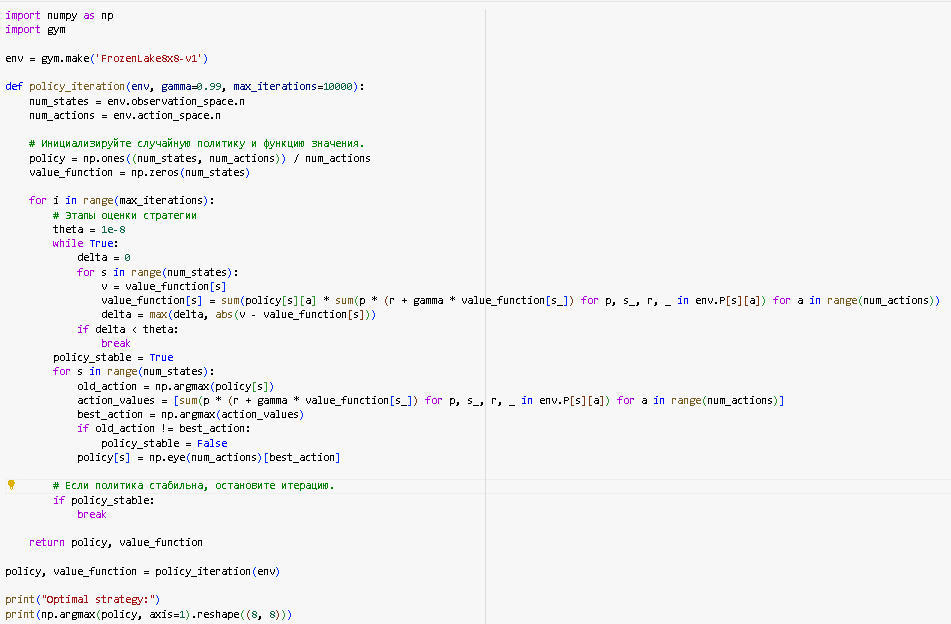 import numpy as np
import gym

env = gym.make('FrozenLake8x8-v1')

def policy_iteration(env, gamma=0.99, max_iterations=10000):
    num_states = env.observation_space.n
    num_actions = env.action_space.n

    # Инициализируйте случайную политику и функцию значения.
    policy = np.ones((num_states, num_actions)) / num_actions
    value_function = np.zeros(num_states)

    for i in range(max_iterations):
        # Этапы оценки стратегии
        theta = 1e-8
        while True:
            delta = 0
            for s in range(num_states):
                v = value_function[s]
                value_function[s] = sum(policy[s][a] * sum(p * (r + gamma * value_function[s_]) for p, s_, r, _ in env.P[s][a]) for a in range(num_actions))
                delta = max(delta, abs(v - value_function[s]))
            if delta < theta:
                break
        policy_stable = True
        for s in range(num_states):
            old_action = np.argmax(policy[s])
            action_values = [sum(p * (r + gamma * value_function[s_]) for p, s_, r, _ in env.P[s][a]) for a in range(num_actions)]
            best_action = np.argmax(action_values)
            if old_action != best_action:
                policy_stable = False
            policy[s] = np.eye(num_actions)[best_action]

        # Если политика стабильна, остановите итерацию.
        if policy_stable:
            break

    return policy, value_function

policy, value_function = policy_iteration(env)

print("Optimal strategy:")
print(np.argmax(policy, axis=1).reshape((8, 8)))